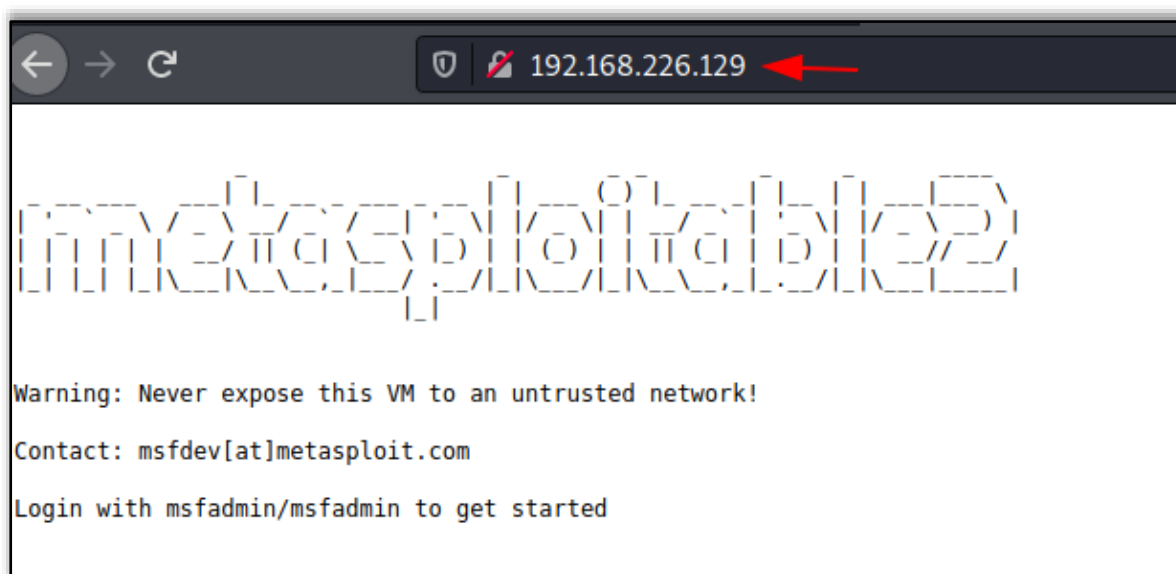 192.168.226.129
metasploitable2
Warning: Never expose this VM to an untrusted network!
Contact: msfdev[at]metasploit.com
Login with msfadmin/msfadmin to get started